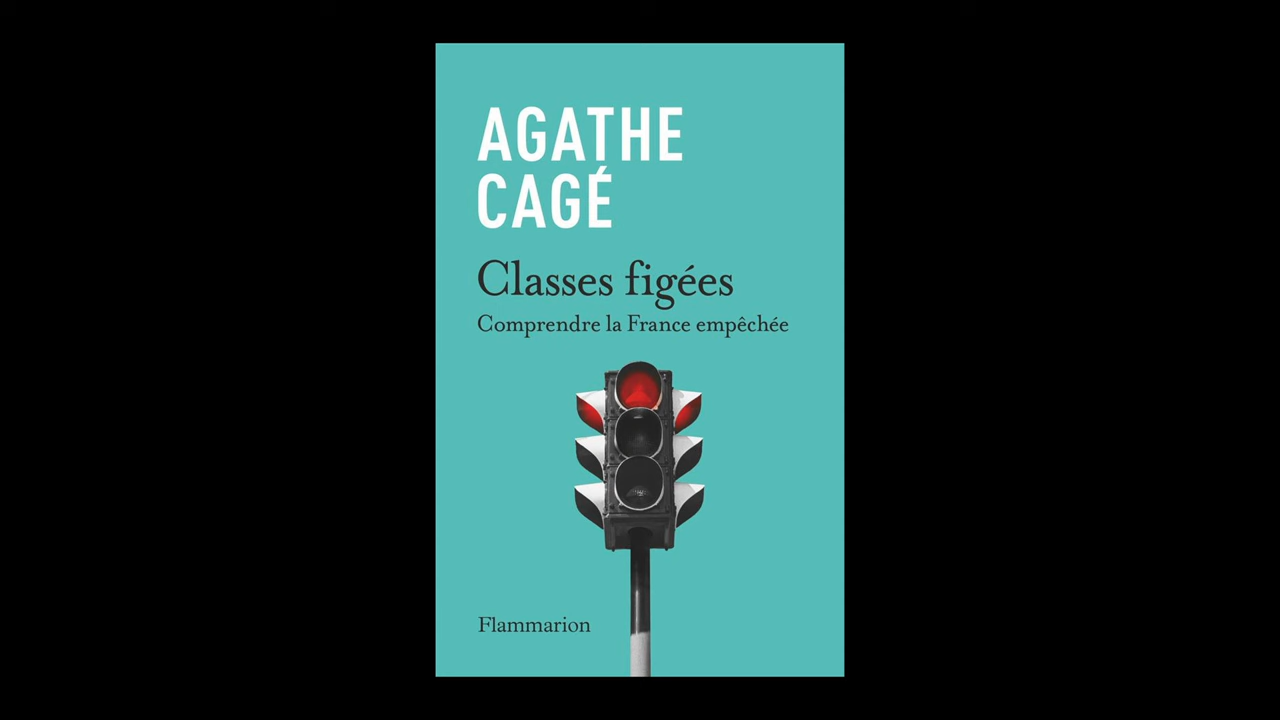 AGATHE
CAGÉ
Classes figées
Comprendre la France empêchée
Flammarion